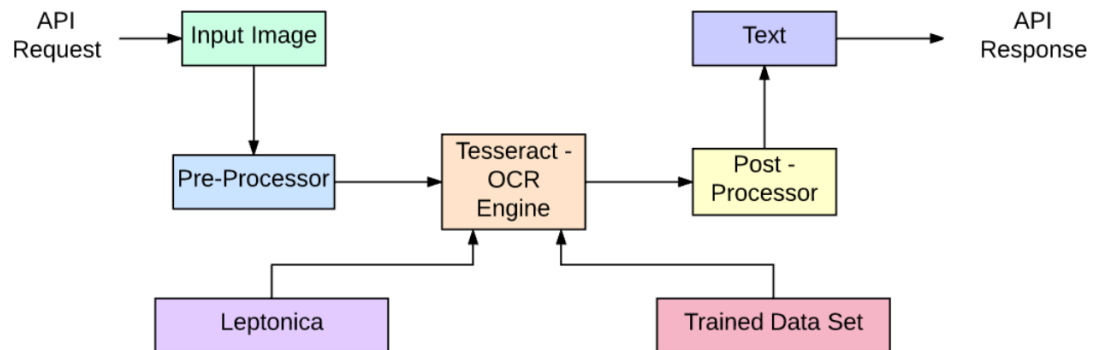 API
Request
Input Image
Text
API
Response
Pre-Processor
Tesseract -
OCR
Engine
Post -
Processor
Leptonica
Trained Data Set